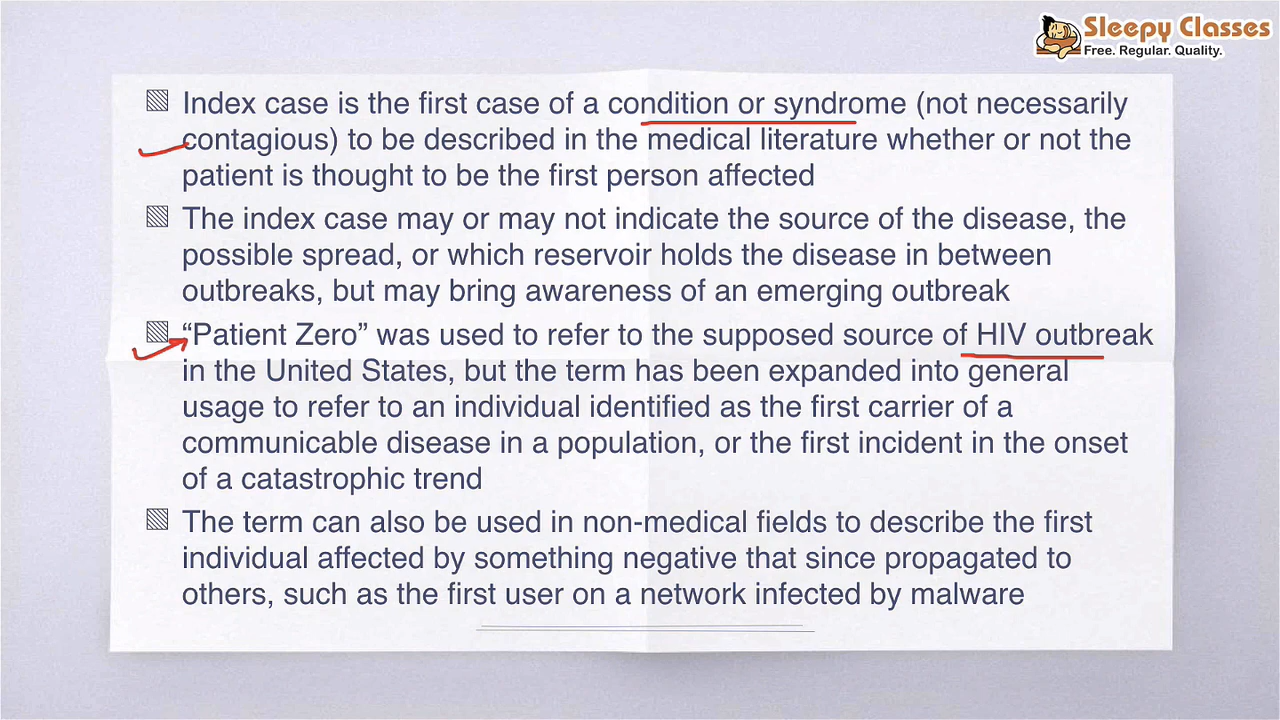 Sleepy Classes
Free. Regular. Quality.
Index case is the first case of a condition or syndrome (not necessarily
contagious) to be described in the medical literature whether or not the
patient is thought to be the first person affected
The index case may or may not indicate the source of the disease, the
possible spread, or which reservoir holds the disease in between
outbreaks, but may bring awareness of an emerging outbreak
“Patient Zero” was used to refer to the supposed source of HIV outbreak
in the United States, but the term has been expanded into general
usage to refer to an individual identified as the first carrier of a
communicable disease in a population, or the first incident in the onset
of a catastrophic trend
The term can also be used in non-medical fields to describe the first
individual affected by something negative that since propagated to
others, such as the first user on a network infected by malware